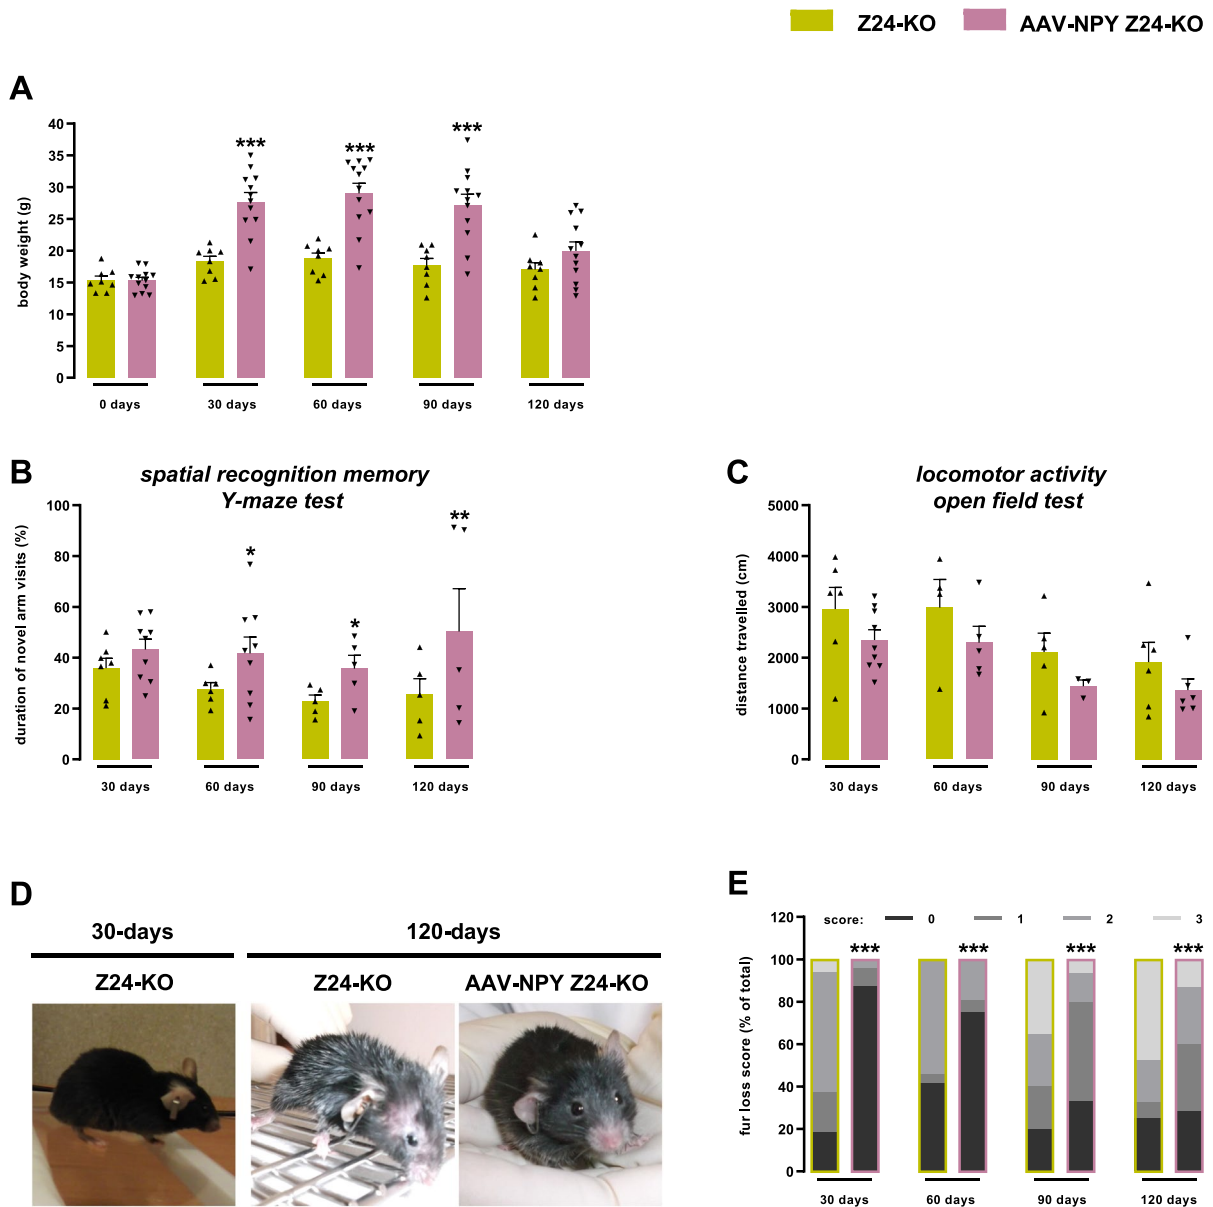 Z24-KO AAV-NPY Z24-KO
A
40
35
30
25
20
15
10
5
0
body weight (g)
***
***
***
0 days 30 days 60 days 90 days 120 days
B
spatial recognition memory
Y-maze test
100
80
60
40
20
0
duration of novel arm visits (%)
*
*
**
30 days 60 days 90 days 120 days
C
locomotor activity
open field test
5000
4000
3000
2000
1000
0
distance travelled (cm)
30 days 60 days 90 days 120 days
D
30-days 120-days
Z24-KO Z24-KO AAV-NPY Z24-KO
E
120
100
80
60
40
20
0
fur loss score (% of total)
score: 0 1 2 3
*** *** *** ***
30 days 60 days 90 days 120 days